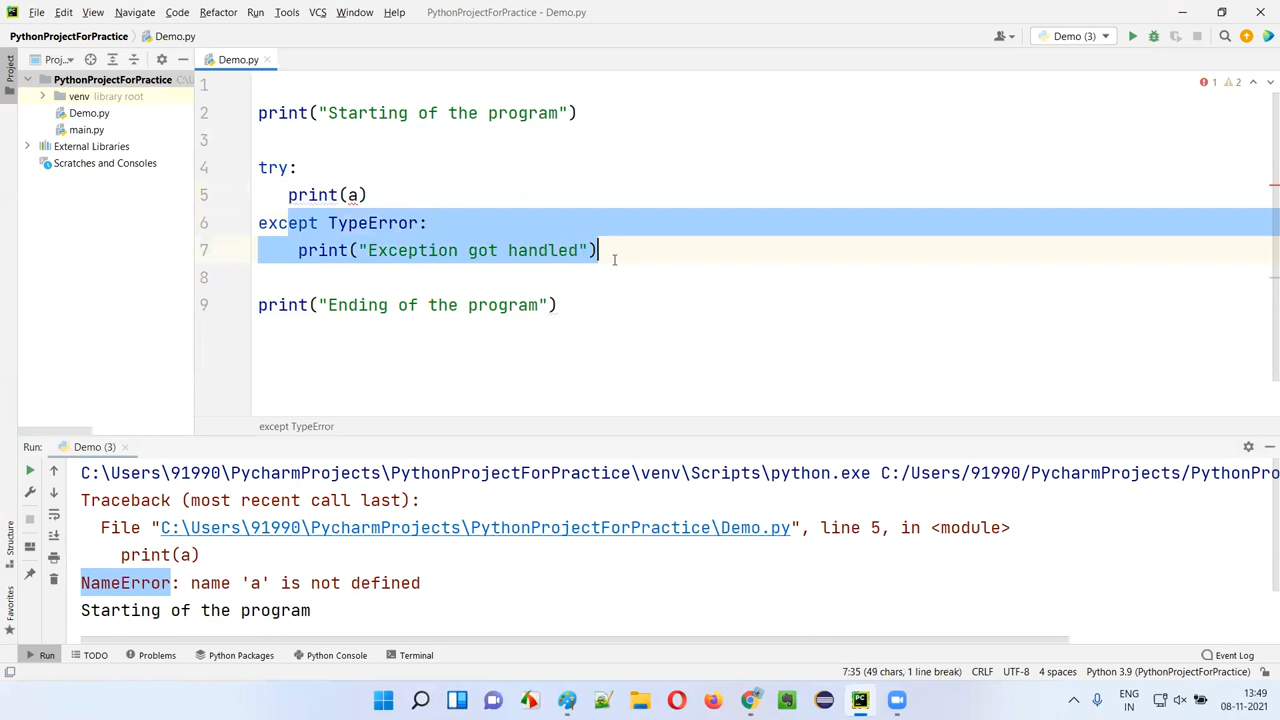 File Edit View Navigate Code Refactor Run Tools VCS Window Help PythonProjectForPractice - Demo.py
PythonProjectForPractice Demo.py Demo (3)
Proj... Demo.py
Project
PythonProjectForPractice C:\U
venv library root
Demo.py
main.py
External Libraries
Scratches and Consoles
1 1 2
2 print("Starting of the program")
3
4 try:
5 print(a)
6 except TypeError:
7 print("Exception got handled")
8
9 print("Ending of the program")
except TypeError
Run: Demo (3)
C:\Users\91990\PycharmProjects\PythonProjectForPractice\venv\Scripts\python.exe C:/Users/91990/PycharmProjects/PythonPro
Traceback (most recent call last):
File "C:\Users\91990\PycharmProjects\PythonProjectForPractice\Demo.py", line 5, in <module>
print(a)
NameError: name 'a' is not defined
Starting of the program
Structure
Favorites
Run TODO Problems Python Packages Python Console Terminal Event Log
7:35 (49 chars, 1 line break) CRLF UTF-8 4 spaces Python 3.9 (PythonProjectForPractice)
ENG 13:49
IN 08-11-2021